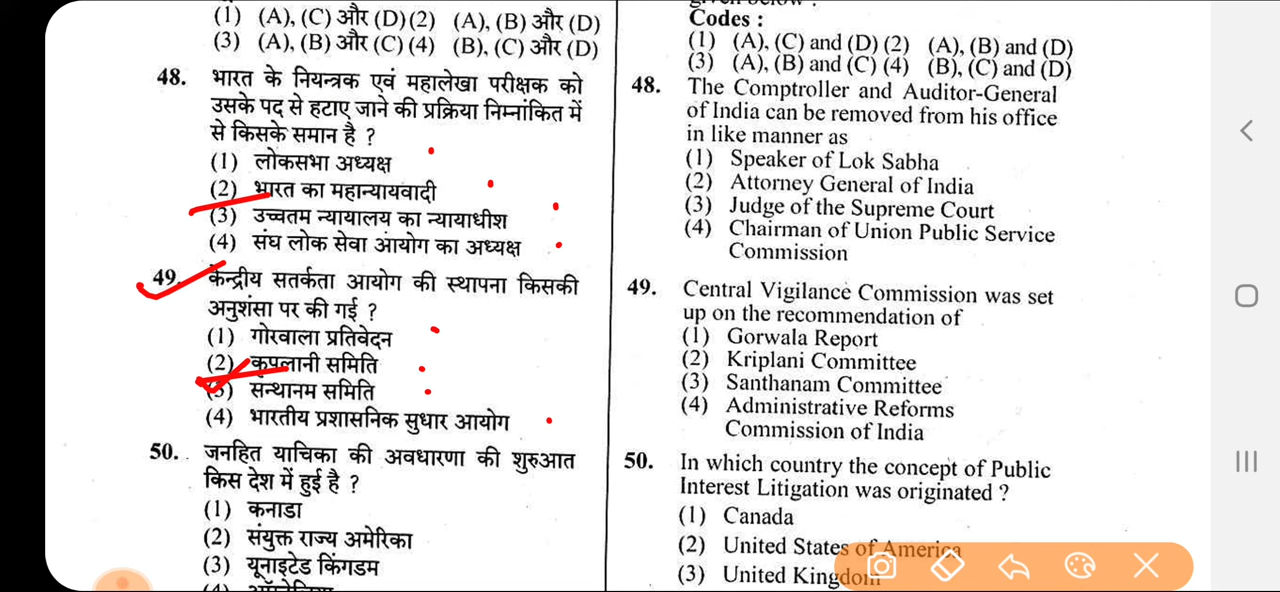 (1) (A), (C) और (D) (2) (A), (B) और (D)
(3) (A), (B) और (C) (4) (B), (C) और (D)
48. भारत के नियन्त्रक एवं महालेखा परीक्षक को
उसके पद से हटाए जाने की प्रक्रिया निम्नांकित में
से किसके समान है ?
(1) लोकसभा अध्यक्ष
(2) भारत का महान्यायवादी
(3) उच्चतम न्यायालय का न्यायाधीश
(4) संघ लोक सेवा आयोग का अध्यक्ष
49. केन्द्रीय सतर्कता आयोग की स्थापना किसकी
अनुशंसा पर की गई ?
(1) गोरवाला प्रतिवेदन
(2) कृपलानी समिति
(3) सन्थानम समिति
(4) भारतीय प्रशासनिक सुधार आयोग
50. जनहित याचिका की अवधारणा की शुरुआत
किस देश में हुई है ?
(1) कनाडा
(2) संयुक्त राज्य अमेरिका
(3) यूनाइटेड किंगडम
Codes :
(1) (A), (C) and (D) (2) (A), (B) and (D)
(3) (A), (B) and (C) (4) (B), (C) and (D)
48. The Comptroller and Auditor-General
of India can be removed from his office
in like manner as
(1) Speaker of Lok Sabha
(2) Attorney General of India
(3) Judge of the Supreme Court
(4) Chairman of Union Public Service
Commission
49. Central Vigilance Commission was set
up on the recommendation of
(1) Gorwala Report
(2) Kriplani Committee
(3) Santhanam Committee
(4) Administrative Reforms
Commission of India
50. In which country the concept of Public
Interest Litigation was originated ?
(1) Canada
(2) United States of America
(3) United Kingdom